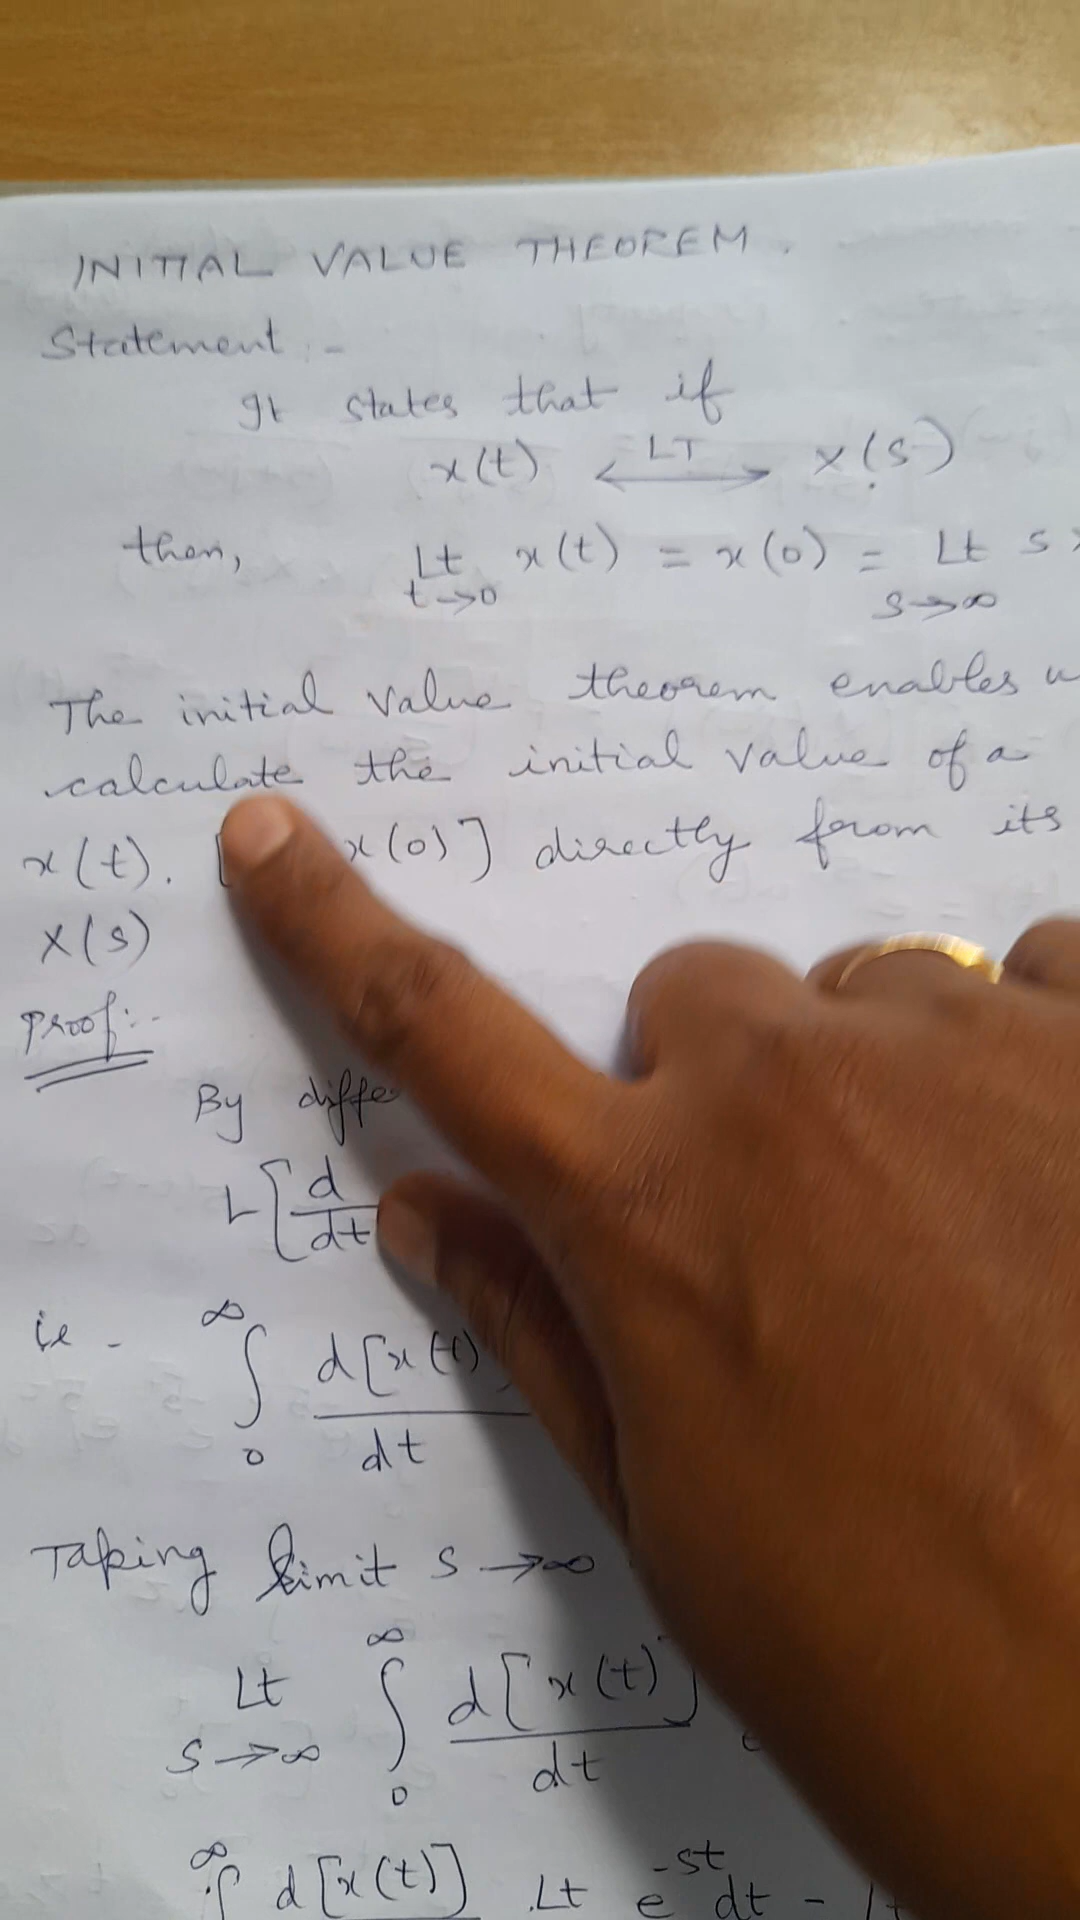 INITIAL VALUE THEOREM.
Statement :-
It states that if
x(t) <--LT--> X(s)
then, Lt x(t) = x(0) = Lt s
t→0 s→∞
The initial value theorem enables
calculate the initial value of a
x(t). [ x(0)] directly from its
X(s)
Proof:-
By
L[d/dt
ie - ∞∫0 d[x(t)/dt
Taking limit s→∞
Lt s→∞ ∞∫0 d[x(t)]/dt
∞∫ d[x(t)] Lt e^-st dt -